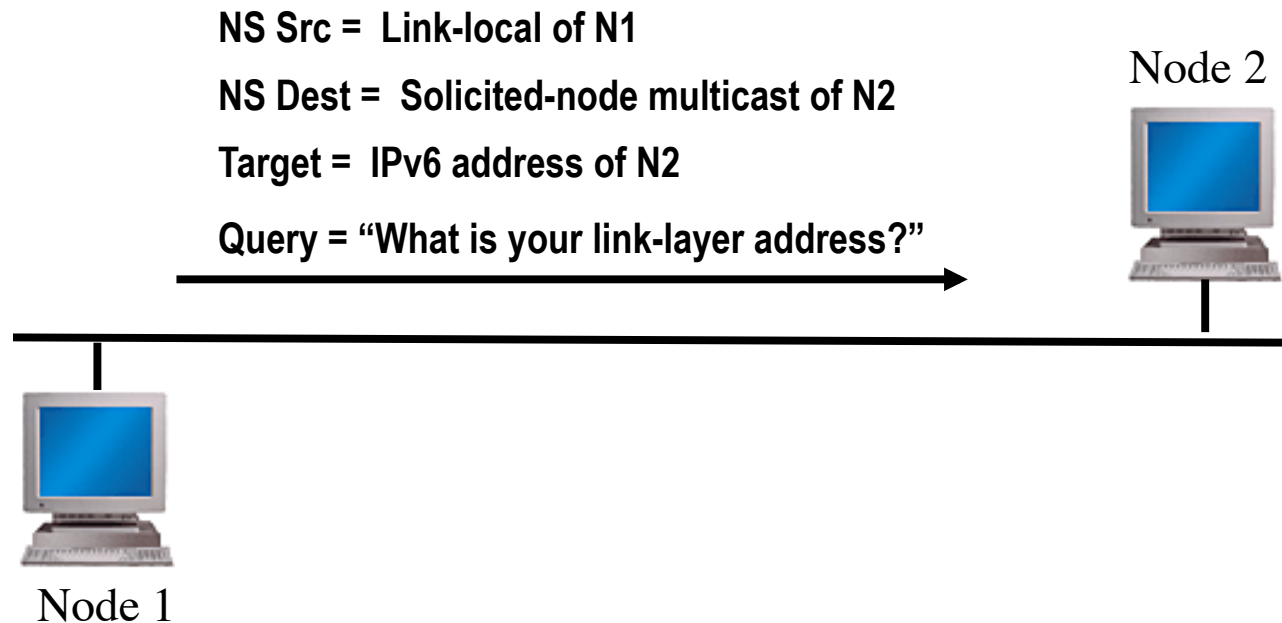 NS Src = Link-local of N1
Node 2
NS Dest = Solicited-node multicast of N2
Target = IPv6 address of N2
Query = “What is your link-layer address?”
Node 1